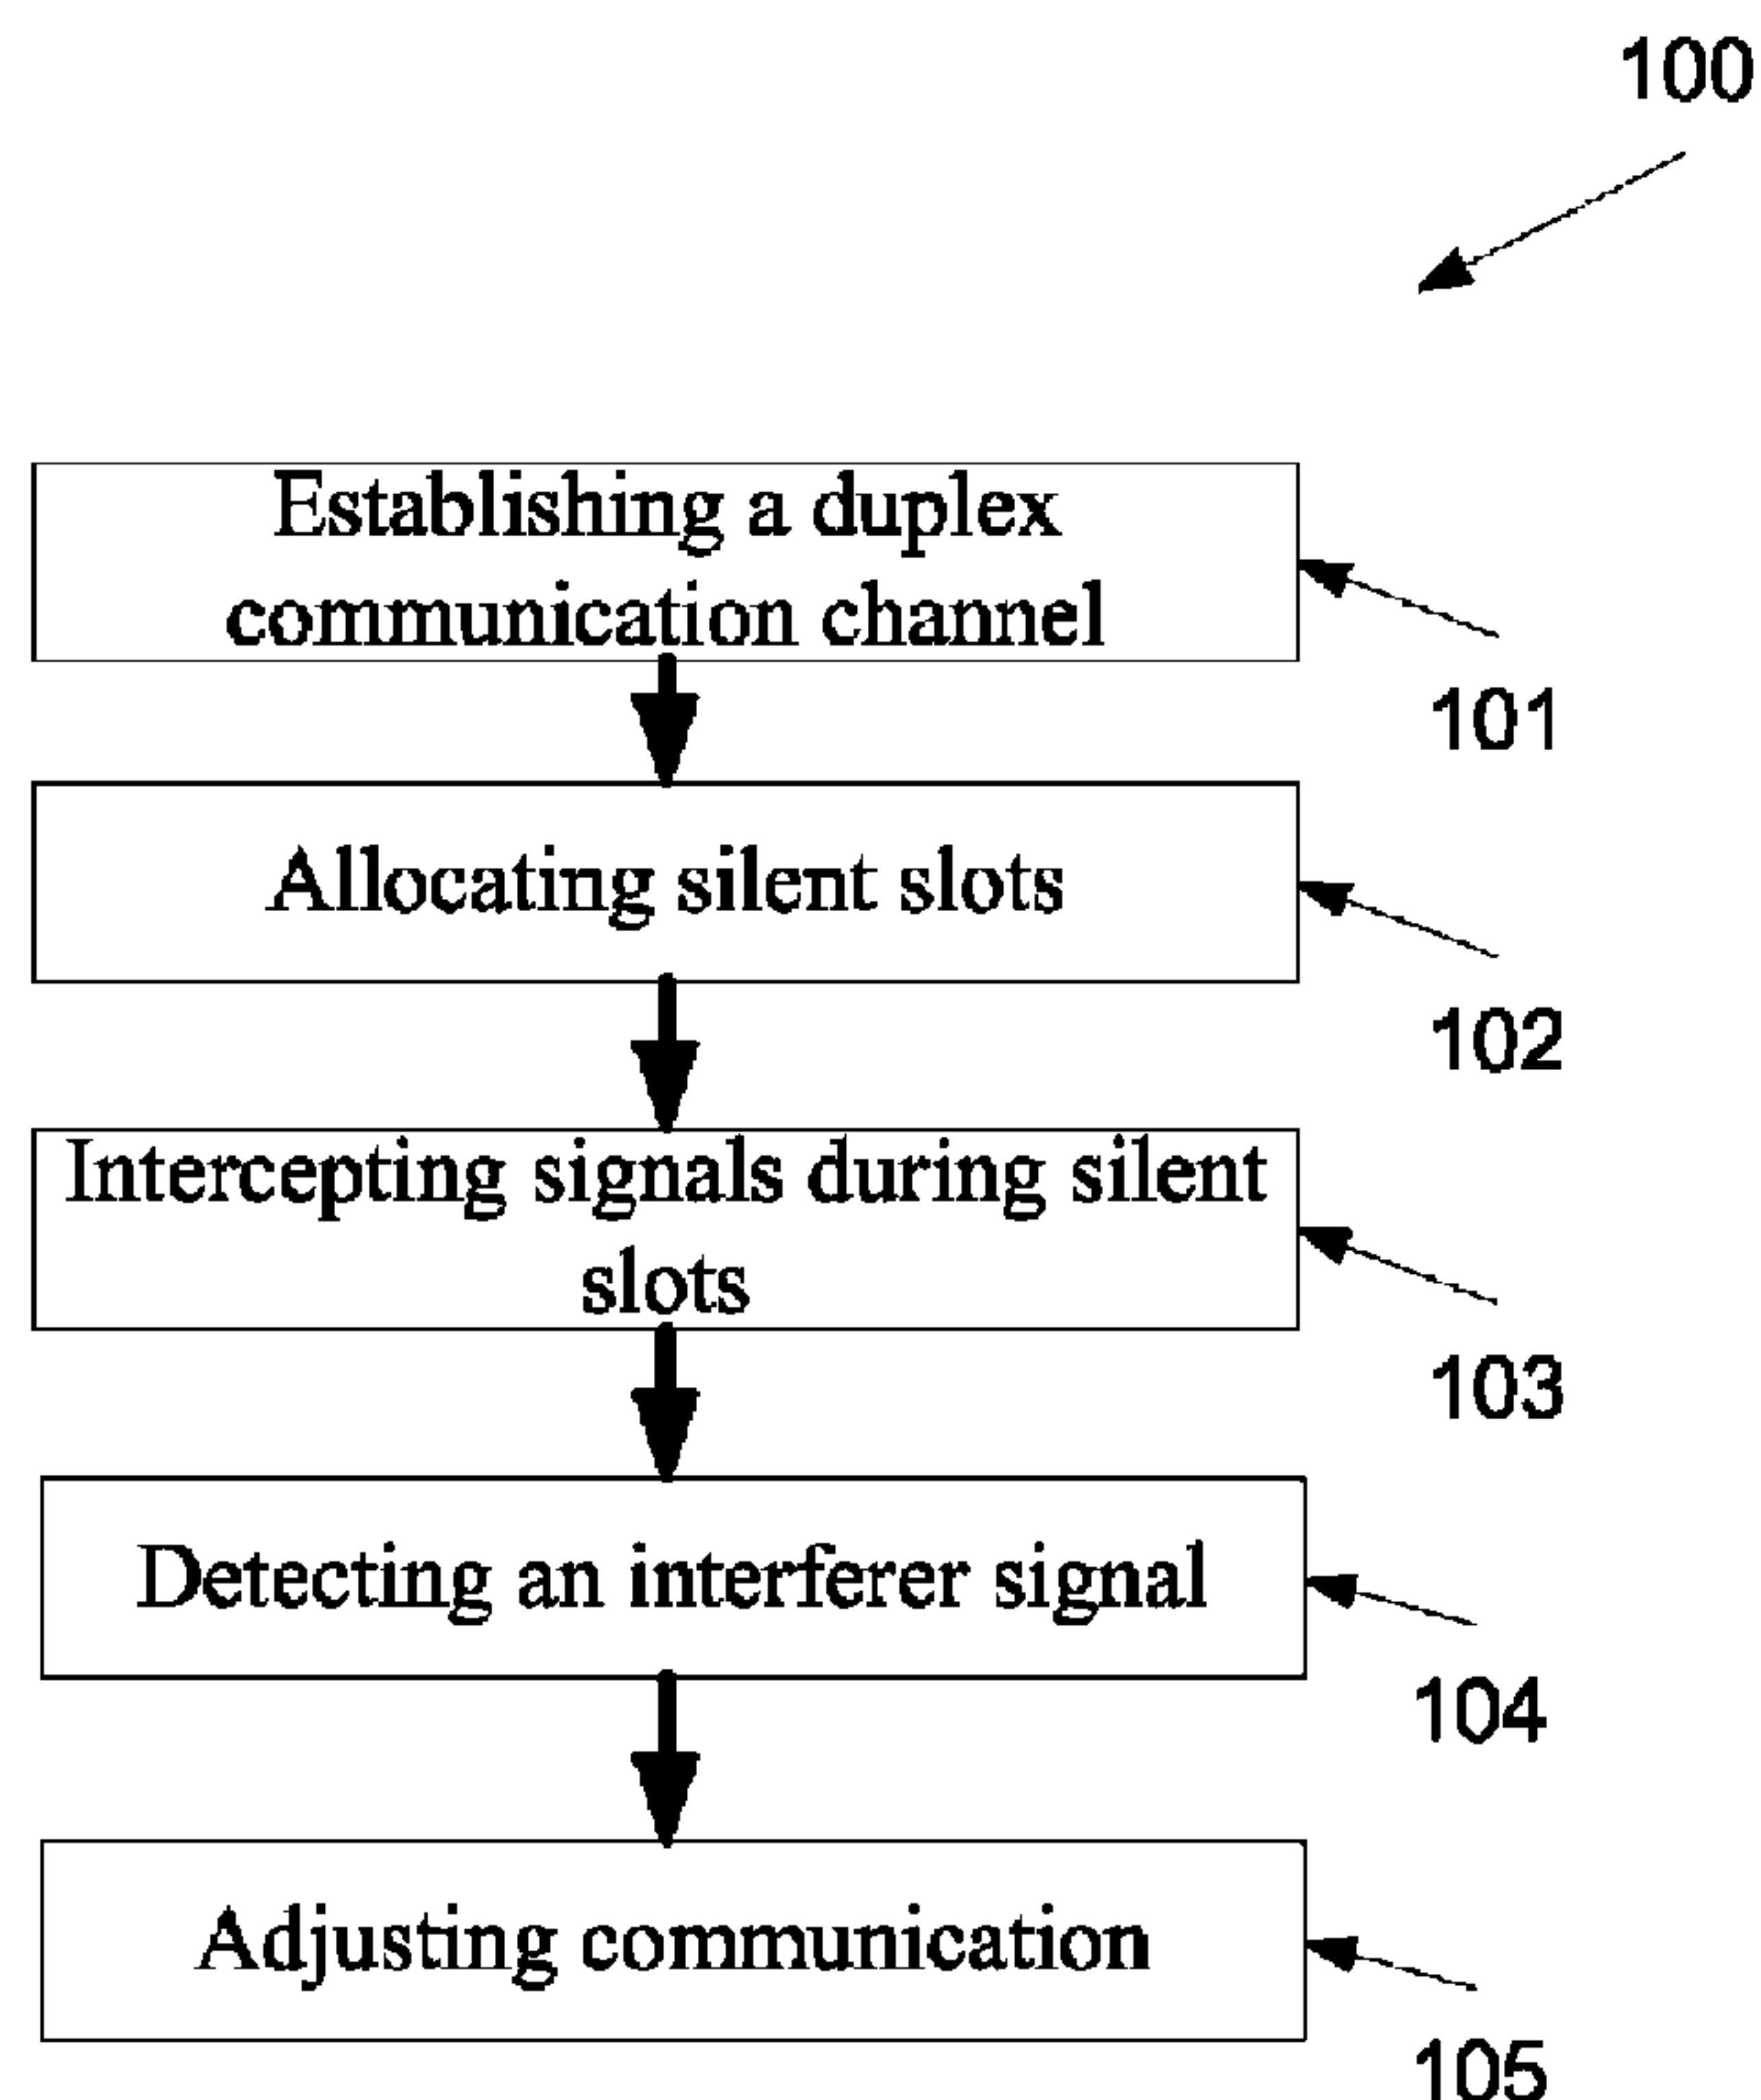 100
Establishing a duplex
communication channel
101
Allocating silent slots
102
Intercepting signals during silent
slots
103
Detecting an interferer signal
104
Adjusting communication
105